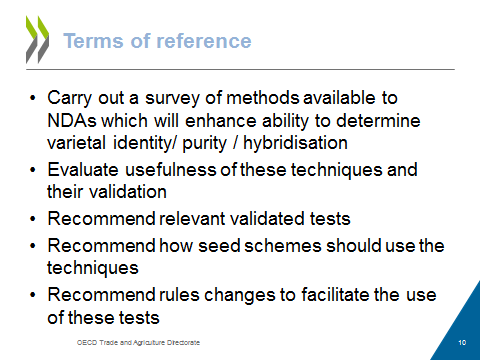 Terms of reference
• Carry out a survey of methods available to
NDAs which will enhance ability to determine
varietal identity/ purity / hybridisation
• Evaluate usefulness of these techniques and
their validation
• Recommend relevant validated tests
• Recommend how seed schemes should use the
techniques
• Recommend rules changes to facilitate the use
of these tests
OECD Trade and Agriculture Directorate
10